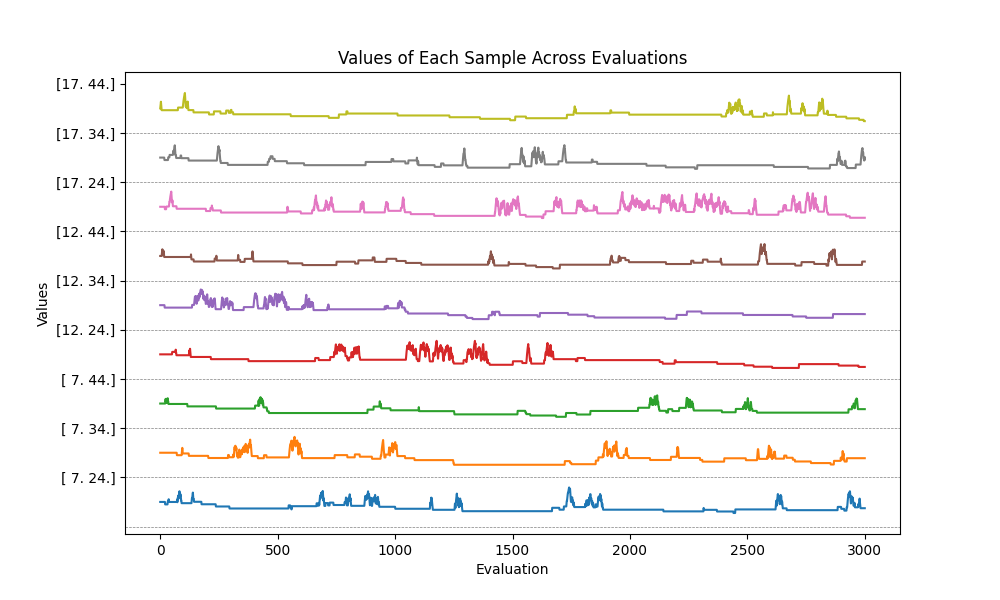 Values of Each Sample Across Evaluations
[17. 44.]
[17. 34.]
[17. 24.]
[12. 44.]
[12. 34.]
[12. 24.]
[ 7. 44.]
[ 7. 34.]
[ 7. 24.]
Values
0 500 1000 1500 2000 2500 3000
Evaluation